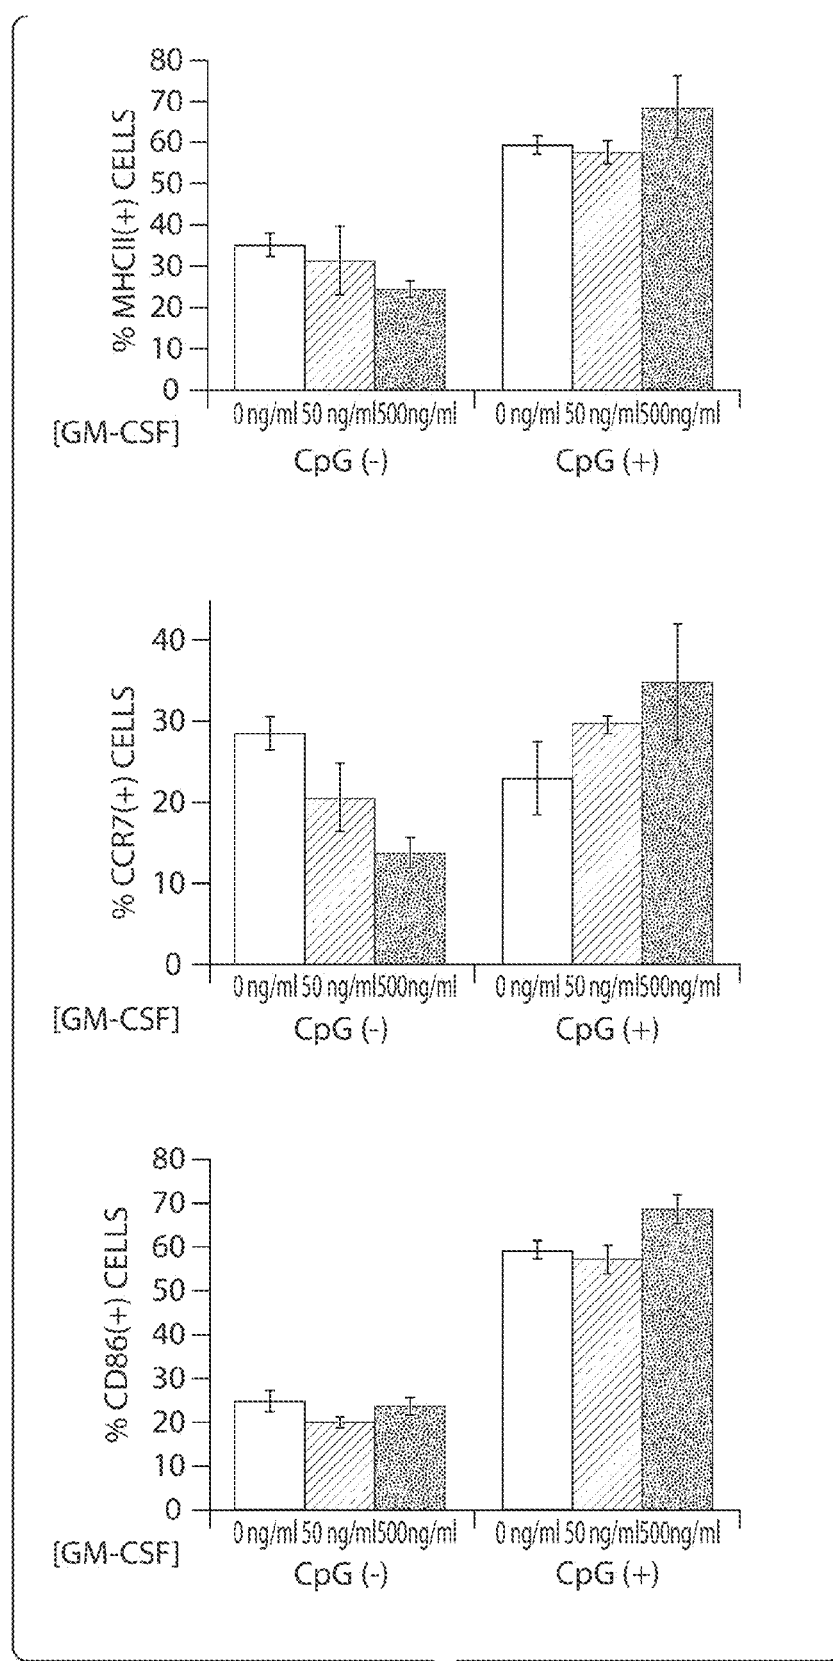 % MHCII(+) CELLS
80
70
60
50
40
30
20
10
0
0 ng/ml 50 ng/ml 500ng/ml 0 ng/ml 50 ng/ml 500ng/ml
[GM-CSF]
CpG (-) CpG (+)
% CCR7(+) CELLS
40
30
20
10
0
0 ng/ml 50 ng/ml 500ng/ml 0 ng/ml 50 ng/ml 500ng/ml
[GM-CSF]
CpG (-) CpG (+)
% CD86(+) CELLS
80
70
60
50
40
30
20
10
0
0 ng/ml 50 ng/ml 500ng/ml 0 ng/ml 50 ng/ml 500ng/ml
[GM-CSF]
CpG (-) CpG (+)